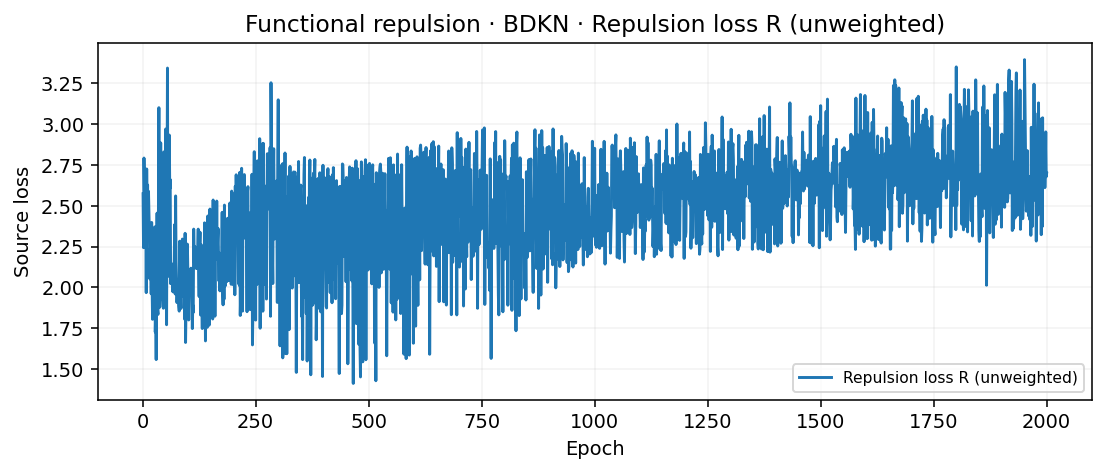 Functional repulsion · BDKN · Repulsion loss R (unweighted)
Source loss
3.25
3.00
2.75
2.50
2.25
2.00
1.75
1.50
Repulsion loss R (unweighted)
0 250 500 750 1000 1250 1500 1750 2000
Epoch